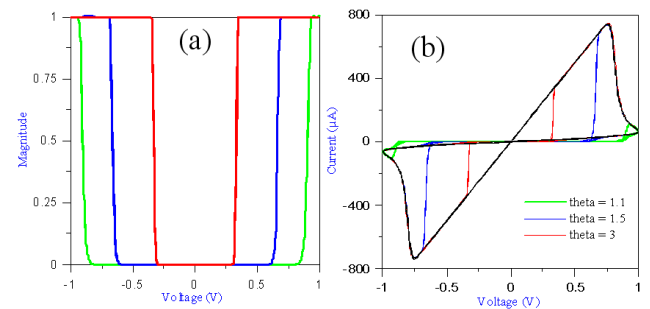 (a)
Magnitude
1
0.75
0.5
0.25
0
-1 -0.5 0 0.5 1
Voltage (V)
(b)
Current (µA)
800
400
0
-400
-800
theta = 1.1
theta = 1.5
theta = 3
-1 -0.5 0 0.5 1
Voltage (V)